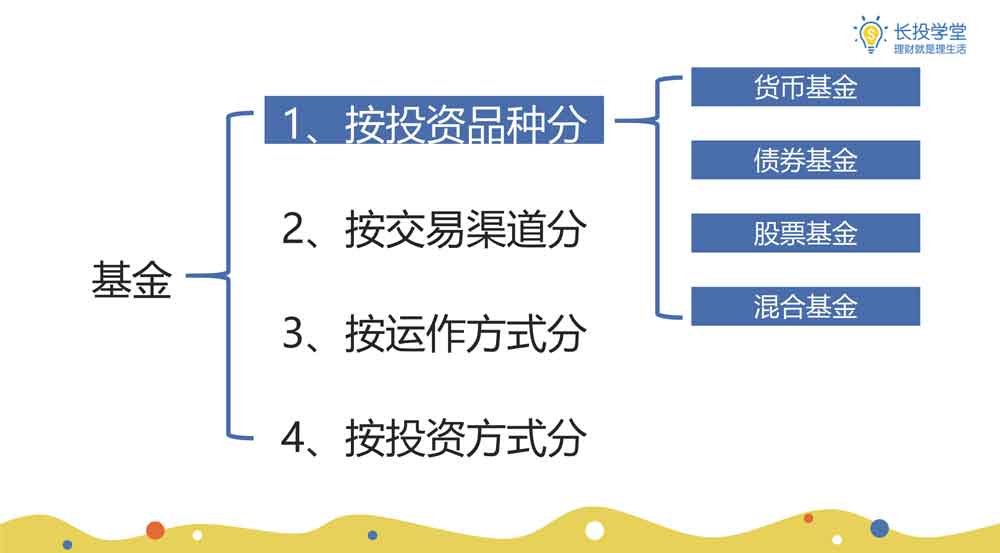 长投学堂
理财就是理生活
基金
1、按投资品种分
2、按交易渠道分
3、按运作方式分
4、按投资方式分
货币基金
债券基金
股票基金
混合基金